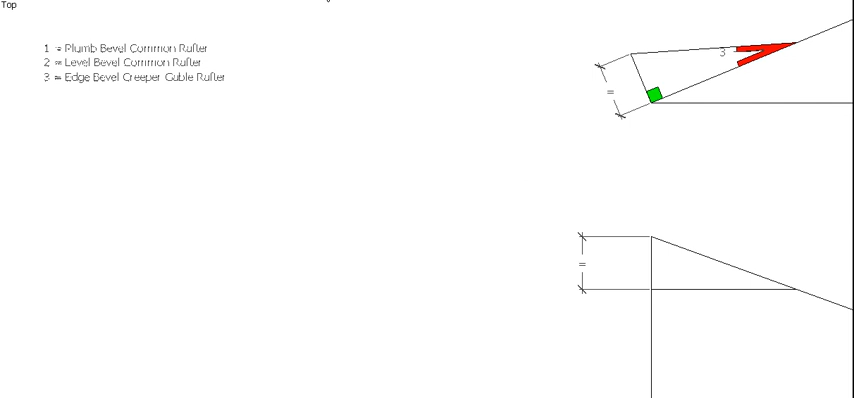 Top
1 = Plumb Bevel Common Rafter
2 = Level Bevel Common Rafter
3 = Edge Bevel Creeper Gable Rafter
3
=
=